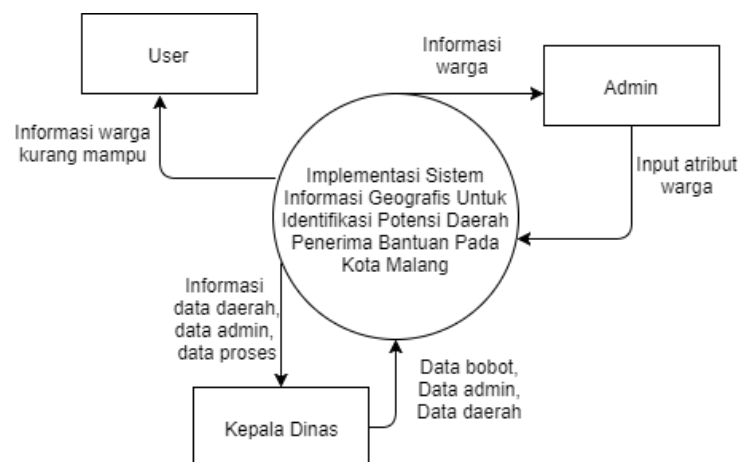 User
Informasi
warga
Admin
Informasi warga
kurang mampu
Input atribut
warga
Implementasi Sistem
Informasi Geografis Untuk
Identifikasi Potensi Daerah
Penerima Bantuan Pada
Kota Malang
Informasi
data daerah,
data admin,
data proses
Data bobot,
Data admin,
Data daerah
Kepala Dinas